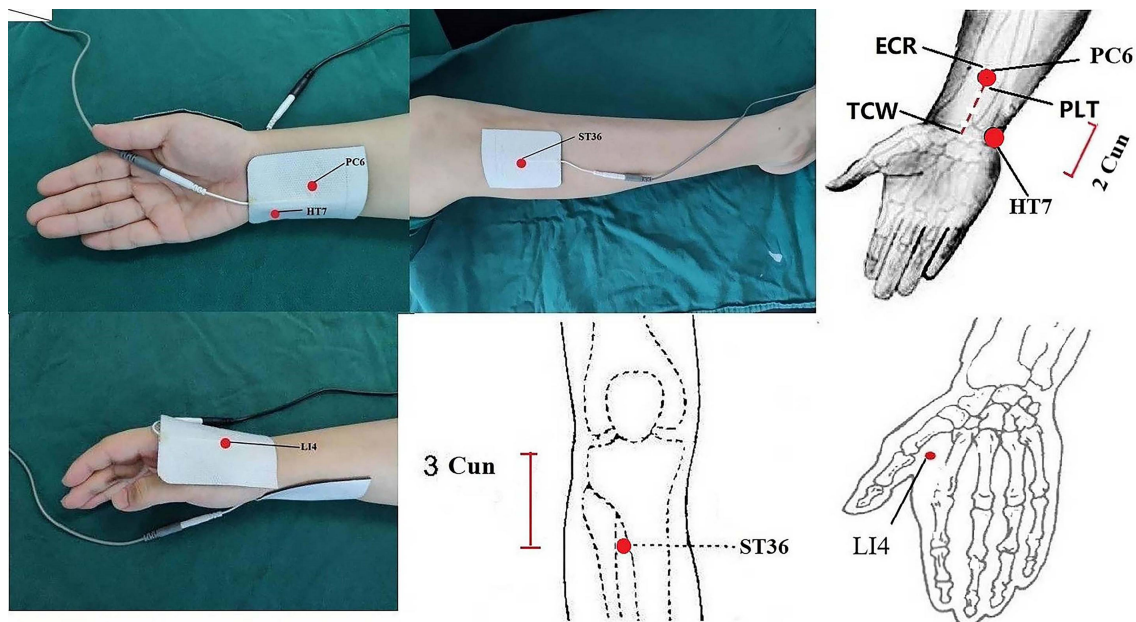 PC6
HT7
ST36
ECR
PC6
TCW
PLT
2 Cun
HT7
LI4
3 Cun
ST36
LI4